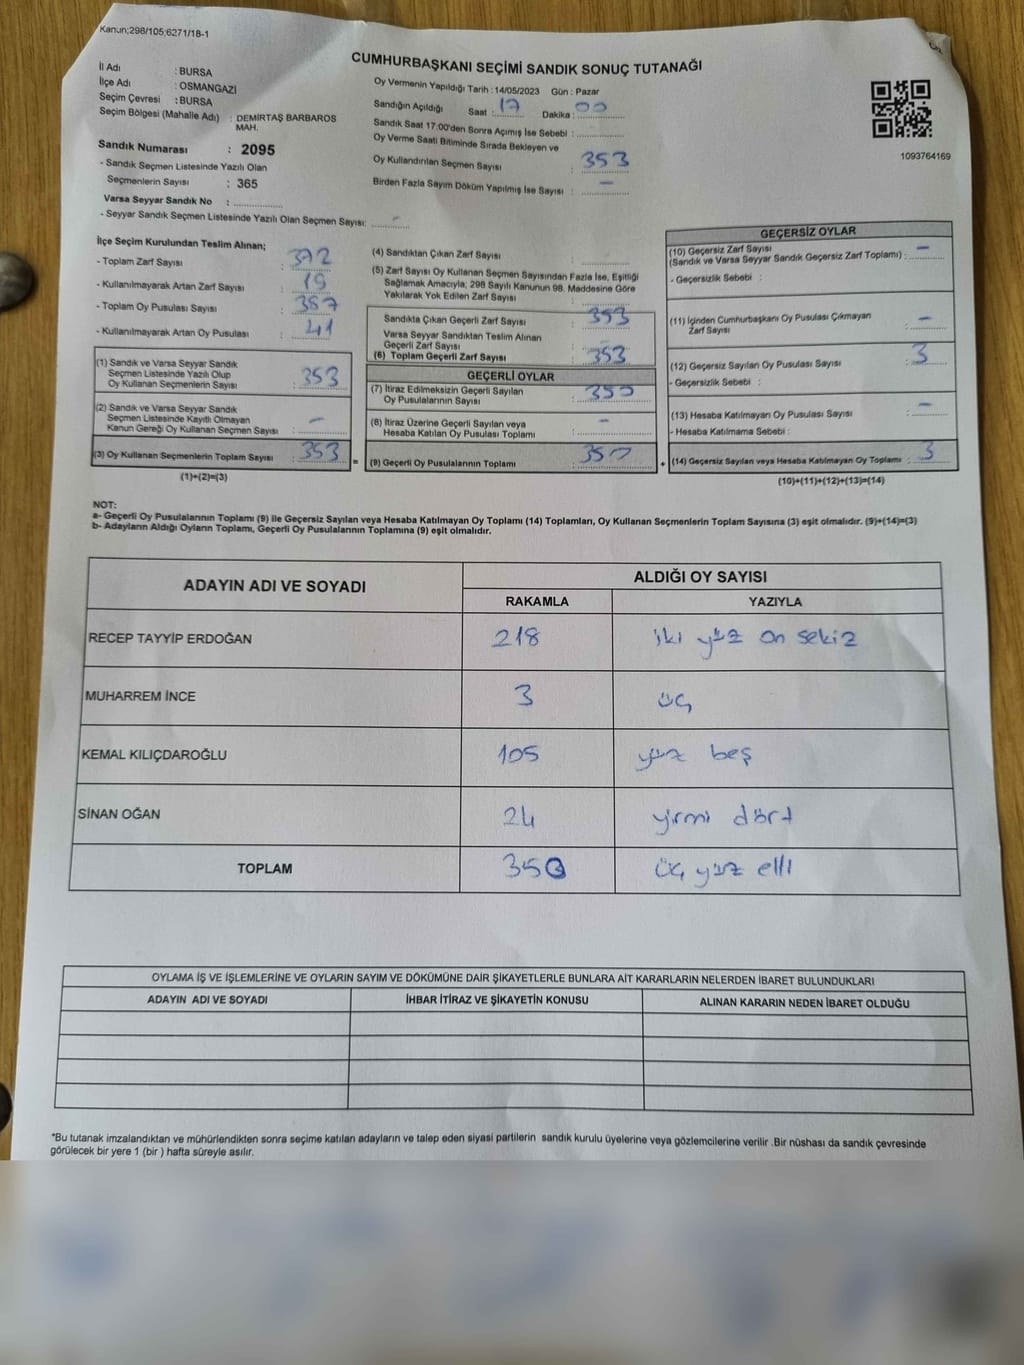 Kanun;298/105;6271/18-1
CUMHURBAŞKANI SEÇİMİ SANDIK SONUÇ TUTANAĞI
İl Adı : BURSA
İlçe Adı : OSMANGAZİ
Seçim Çevresi : BURSA
Seçim Bölgesi (Mahalle Adı) : DEMİRTAŞ BARBAROS
MAH.
Sandık Numarası : 2095
- Sandık Seçmen Listesinde Yazılı Olan
Seçmenlerin Sayısı : 365
Varsa Seyyar Sandık No :
- Seyyar Sandık Seçmen Listesinde Yazılı Olan Seçmen Sayısı: -
Oy Vermenin Yapıldığı Tarih : 14/05/2023 Gün : Pazar
Sandığın Açıldığı Saat : 17 Dakika : 00
Sandık Saat 17:00'den Sonra Açımış İse Sebebi :
Oy Verme Saati Bitiminde Sırada Bekleyen ve
Oy Kullandırılan Seçmen Sayısı : 353
Birden Fazla Sayım Döküm Yapılmış İse Sayısı : -
1093764169
İlçe Seçim Kurulundan Teslim Alınan;
- Toplam Zarf Sayısı : 372
- Kullanılmayarak Artan Zarf Sayısı : 19
- Toplam Oy Pusulası Sayısı :
- Kullanılmayarak Artan Oy Pusulası : 41
(1) Sandık ve Varsa Seyyar Sandık
Seçmen Listesinde Yazılı Olup
Oy Kullanan Seçmenlerin Sayısı : 353
(2) Sandık ve Varsa Seyyar Sandık
Seçmen Listesinde Kayıtlı Olmayan
Kanun Gereği Oy Kullanan Seçmen Sayısı : -
(3) Oy Kullanan Seçmenlerin Toplam Sayısı : 353
(1)+(2)=(3)
(4) Sandıktan Çıkan Zarf Sayısı :
(5) Zarf Sayısı Oy Kullanan Seçmen Sayısından Fazla İse, Eşitliği
Sağlamak Amacıyla; 298 Sayılı Kanunun 98. Maddesine Göre
Yakılarak Yok Edilen Zarf Sayısı :
Sandıkta Çıkan Geçerli Zarf Sayısı : 353
Varsa Seyyar Sandıktan Teslim Alınan
Geçerli Zarf Sayısı :
(6) Toplam Geçerli Zarf Sayısı : 353
GEÇERLİ OYLAR
(7) İtiraz Edilmeksizin Geçerli Sayılan
Oy Pusulalarının Sayısı : 350
(8) İtiraz Üzerine Geçerli Sayılan veya
Hesaba Katılan Oy Pusulası Toplamı : -
(9) Geçerli Oy Pusulalarının Toplamı : 350
GEÇERSİZ OYLAR
(10) Geçersiz Zarf Sayısı
(Sandık ve Varsa Seyyar Sandık Geçersiz Zarf Toplamı) : -
- Geçersizlik Sebebi :
(11) İçinden Cumhurbaşkanı Oy Pusulası Çıkmayan
Zarf Sayısı : -
(12) Geçersiz Sayılan Oy Pusulası Sayısı : 3
- Geçersizlik Sebebi :
(13) Hesaba Katılmayan Oy Pusulası Sayısı : -
- Hesaba Katılmama Sebebi :
(14) Geçersiz Sayılan veya Hesaba Katılmayan Oy Toplamı : 3
(10)+(11)+(12)+(13)=(14)
NOT:
a- Geçerli Oy Pusulalarının Toplamı (9) ile Geçersiz Sayılan veya Hesaba Katılmayan Oy Toplamı (14) Toplamları, Oy Kullanan Seçmenlerin Toplam Sayısına (3) eşit olmalıdır. (9)+(14)=(3)
b- Adayların Aldığı Oyların Toplamı, Geçerli Oy Pusulalarının Toplamına (9) eşit olmalıdır.
ADAYIN ADI VE SOYADI ALDIĞI OY SAYISI
RAKAMLA YAZIYLA
RECEP TAYYİP ERDOĞAN 218 iki yüz on sekiz
MUHARREM İNCE 3 üç
KEMAL KILIÇDAROĞLU 105 yüz beş
SİNAN OĞAN 24 yirmi dört
TOPLAM 350 üç yüz elli
OYLAMA İŞ VE İŞLEMLERİNE VE OYLARIN SAYIM VE DÖKÜMÜNE DAİR ŞİKAYETLERLE BUNLARA AİT KARARLARIN NELERDEN İBARET BULUNDUKLARI
ADAYIN ADI VE SOYADI İHBAR İTİRAZ VE ŞİKAYETİN KONUSU ALINAN KARARIN NEDEN İBARET OLDUĞU
*Bu tutanak imzalandıktan ve mühürlendikten sonra seçime katılan adayların ve talep eden siyasi partilerin sandık kurulu üyelerine veya gözlemcilerine verilir .Bir nüshası da sandık çevresinde
görülecek bir yere 1 (bir ) hafta süreyle asılır.